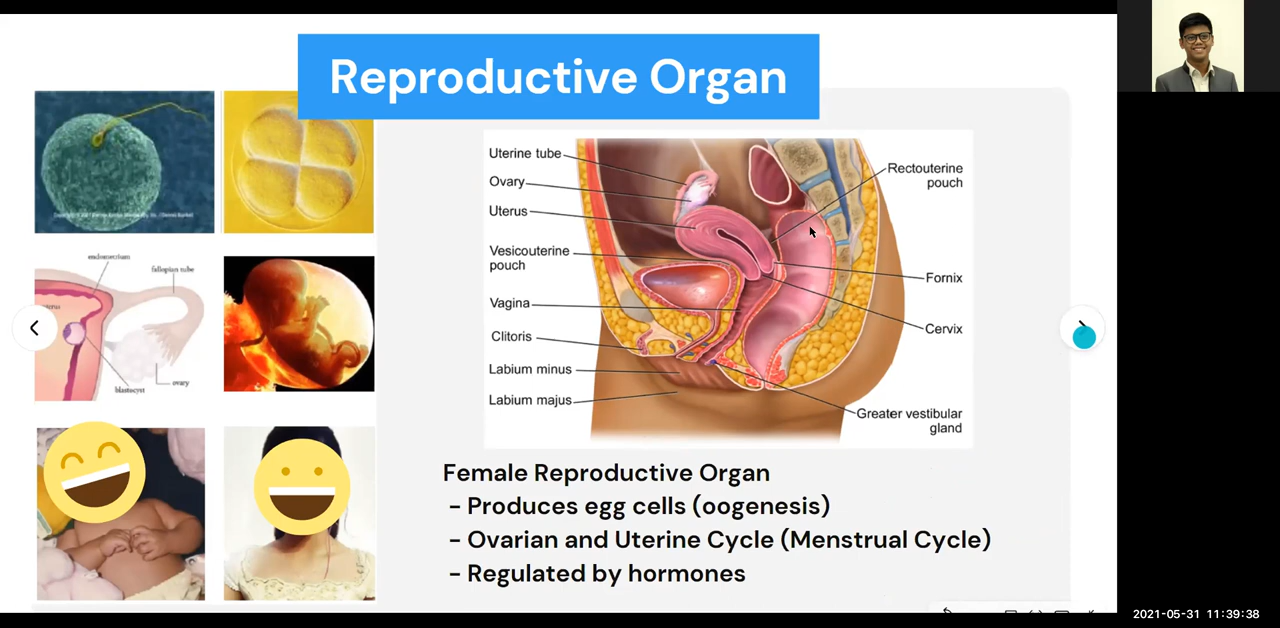 Reproductive Organ
endometrium
fallopian tube
uterus
blastocyst
ovary
Uterine tube
Ovary
Uterus
Vesicouterine
pouch
Vagina
Clitoris
Labium minus
Labium majus
Rectouterine
pouch
Fornix
Cervix
Greater vestibular
gland
Female Reproductive Organ
- Produces egg cells (oogenesis)
- Ovarian and Uterine Cycle (Menstrual Cycle)
- Regulated by hormones
2021-05-31 11:39:38